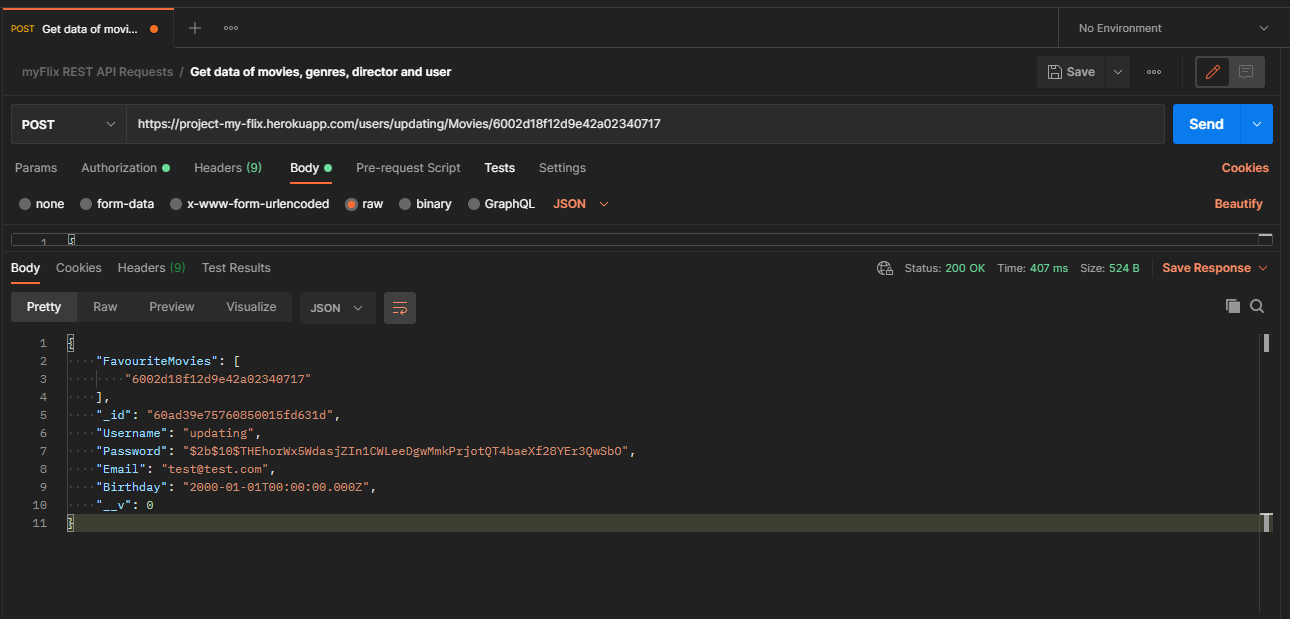 POST Get data of movi...
No Environment
myFlix REST API Requests / Get data of movies, genres, director and user
Save
POST https://project-my-flix.herokuapp.com/users/updating/Movies/6002d18f12d9e42a02340717 Send
Params Authorization Headers (9) Body Pre-request Script Tests Settings Cookies
none form-data x-www-form-urlencoded raw binary GraphQL JSON Beautify
1 {
Body Cookies Headers (9) Test Results Status: 200 OK Time: 407 ms Size: 524 B Save Response
Pretty Raw Preview Visualize JSON
1 {
2 "FavouriteMovies": [
3 "6002d18f12d9e42a02340717"
4 ],
5 "_id": "60ad39e75760850015fd631d",
6 "Username": "updating",
7 "Password": "$2b$10$THEhorWx5WdasjZIn1CWLeeDgwMmkPrjotQT4baeXf28YEr3QwSbO",
8 "Email": "test@test.com",
9 "Birthday": "2000-01-01T00:00:00.000Z",
10 "__v": 0
11 }